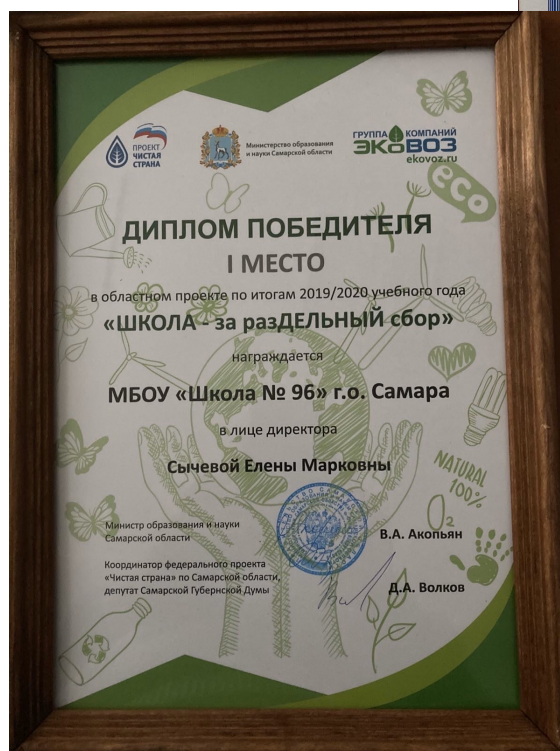 ПРОЕКТ
ЧИСТАЯ
СТРАНА
Министерство образования
и науки Самарской области
ГРУППА КОМПАНИЙ
ЭКОВОЗ
ekovoz.ru
eco
ДИПЛОМ ПОБЕДИТЕЛЯ
I МЕСТО
в областном проекте по итогам 2019/2020 учебного года
«ШКОЛА - за разДЕЛЬНЫЙ сбор»
награждается
МБОУ «Школа № 96» г.о. Самара
в лице директора
Сычевой Елены Марковны
NATURAL
100%
O₂
Министр образования и науки
Самарской области
В.А. Акопьян
Координатор федерального проекта
«Чистая страна» по Самарской области,
депутат Самарской Губернской Думы
Д.А. Волков